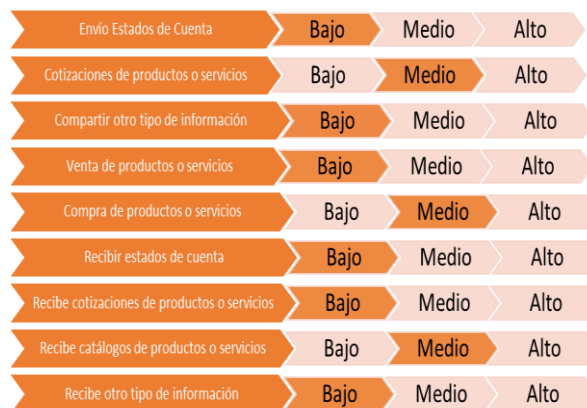 Envío Estados de Cuenta Bajo Medio Alto
Cotizaciones de productos o servicios Bajo Medio Alto
Compartir otro tipo de información Bajo Medio Alto
Venta de productos o servicios Bajo Medio Alto
Compra de productos o servicios Bajo Medio Alto
Recibir estados de cuenta Bajo Medio Alto
Recibe cotizaciones de productos o servicios Bajo Medio Alto
Recibe catálogos de productos o servicios Bajo Medio Alto
Recibe otro tipo de información Bajo Medio Alto